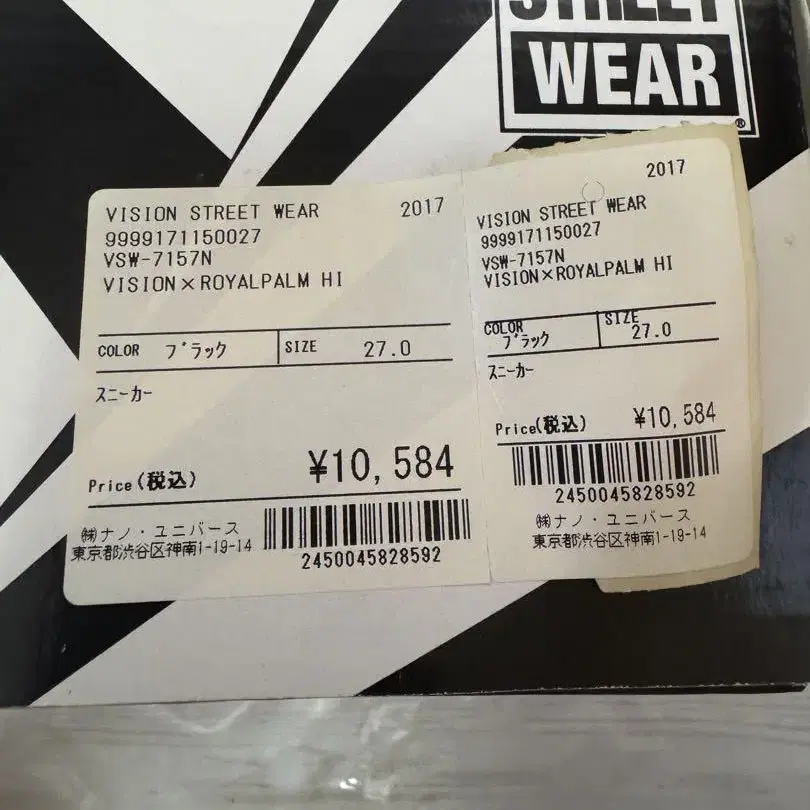 STREET
WEAR
®
VISION STREET WEAR 2017
9999171150027
VSW-7157N
VISION×ROYALPALM HI
COLOR ブラック SIZE 27.0
スニーカー
Price(税込) ¥10,584
㈱ナノ・ユニバース
東京都渋谷区神南1-19-14
2450045828592
2017
VISION STREET WEAR
9999171150027
VSW-7157N
VISION×ROYALPALM HI
COLOR ブラック SIZE 27.0
スニーカー
Price(税込) ¥10,584
2450045828592
㈱ナノ・ユニバース
東京都渋谷区神南1-19-14